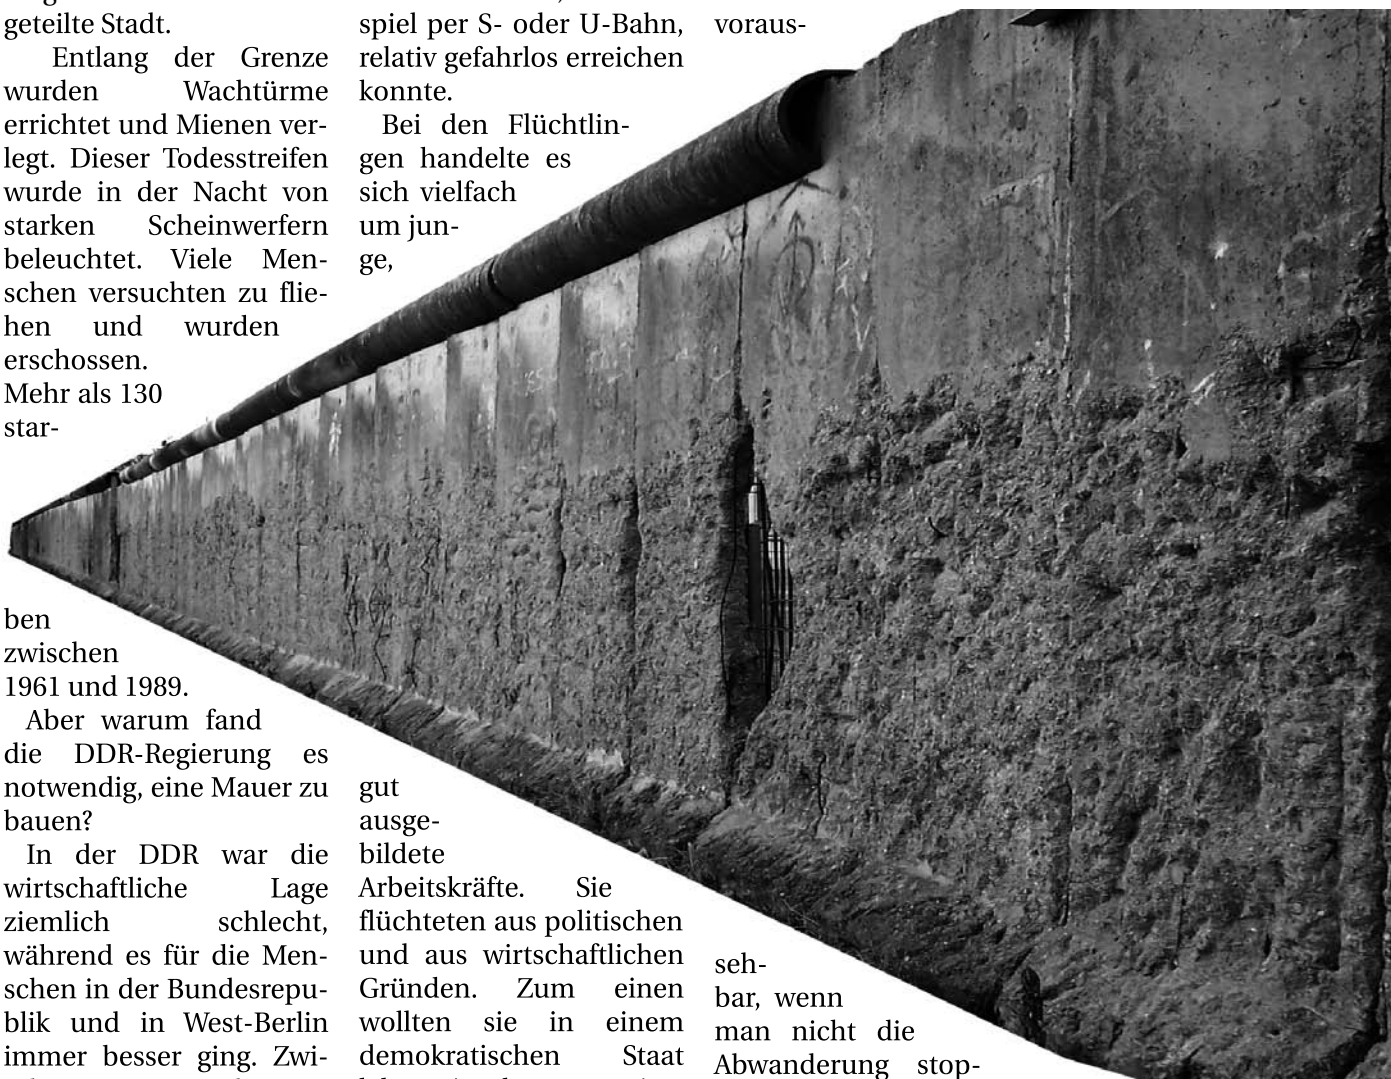 geteilte Stadt.
Entlang der Grenze
wurden Wachtürme
errichtet und Mienen ver-
legt. Dieser Todesstreifen
wurde in der Nacht von
starken Scheinwerfern
beleuchtet. Viele Men-
schen versuchten zu flie-
hen und wurden
erschossen.
Mehr als 130
star-
ben
zwischen
1961 und 1989.
Aber warum fand
die DDR-Regierung es
notwendig, eine Mauer zu
bauen?
In der DDR war die
wirtschaftliche Lage
ziemlich schlecht,
während es für die Men-
schen in der Bundesrepu-
blik und in West-Berlin
immer besser ging. Zwi-
spiel per S- oder U-Bahn,
relativ gefahrlos erreichen
konnte.
Bei den Flüchtlin-
gen handelte es
sich vielfach
um jun-
ge,
gut
ausge-
bildete
Arbeitskräfte. Sie
flüchteten aus politischen
und aus wirtschaftlichen
Gründen. Zum einen
wollten sie in einem
demokratischen Staat
voraus-
seh-
bar, wenn
man nicht die
Abwanderung stop-